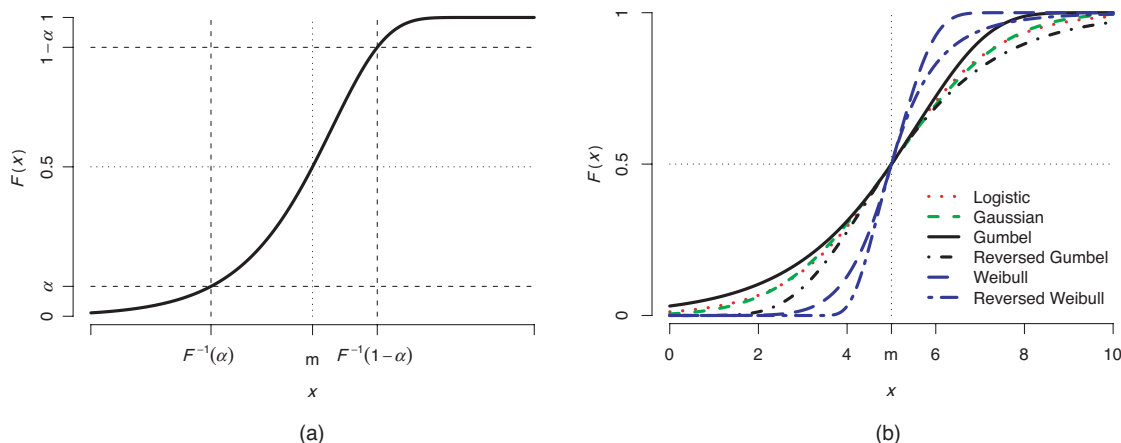 F(x)
1
1−α
0.5
α
0
F⁻¹(α)
m
F⁻¹(1−α)
x
(a)
F(x)
1
0.5
0
Logistic
Gaussian
Gumbel
Reversed Gumbel
Weibull
Reversed Weibull
0 2 4 m 6 8 10
x
(b)